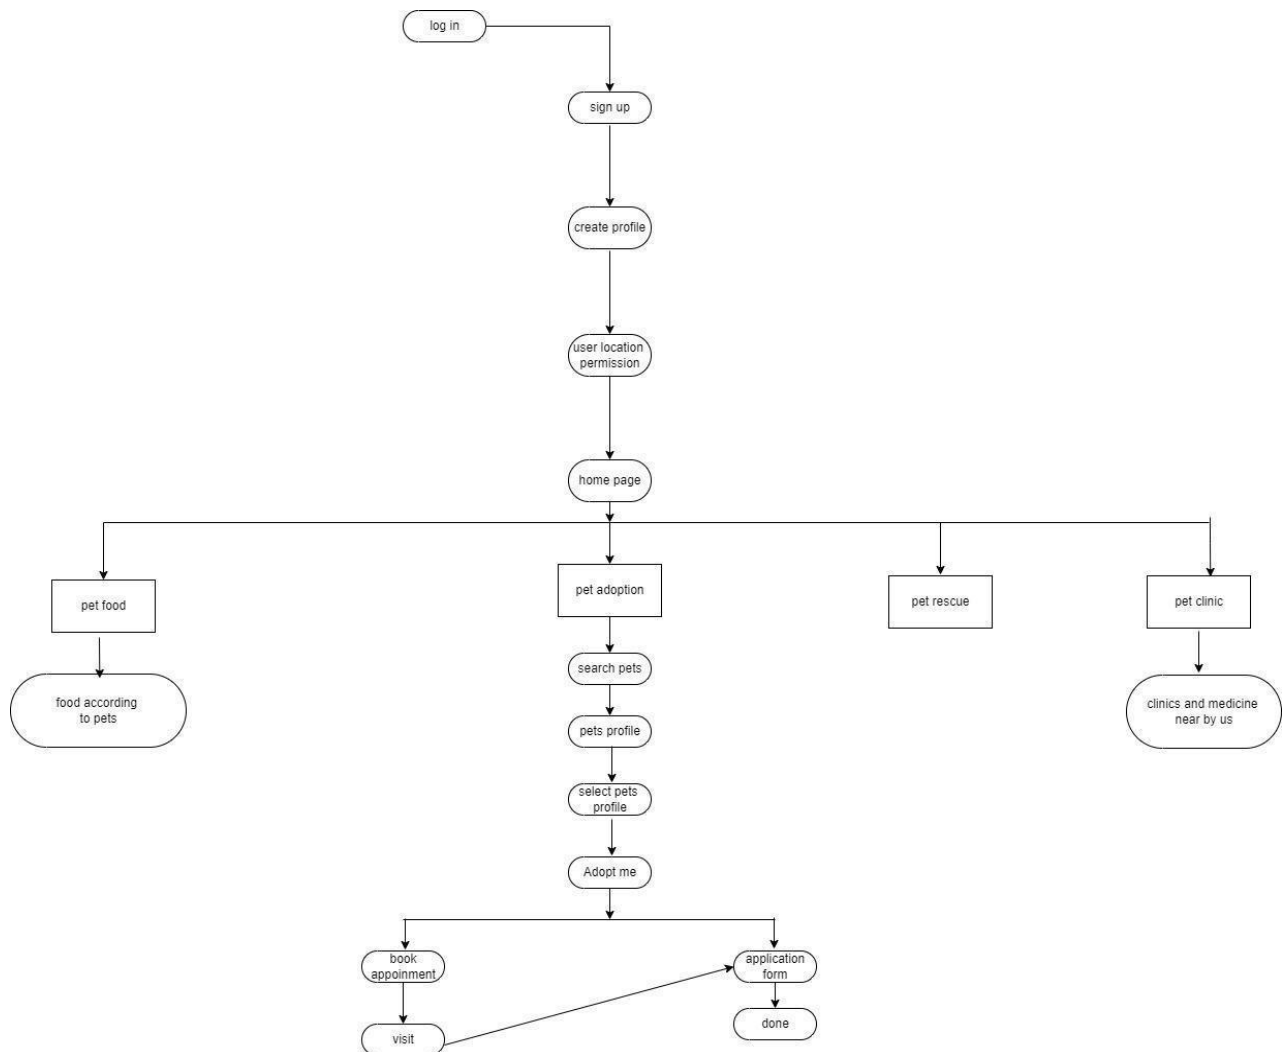 log in
sign up
create profile
user location
permission
home page
pet food
pet adoption
pet rescue
pet clinic
search pets
food according
to pets
clinics and medicine
near by us
pets profile
select pets
profile
Adopt me
book
appoinment
application
form
visit
done